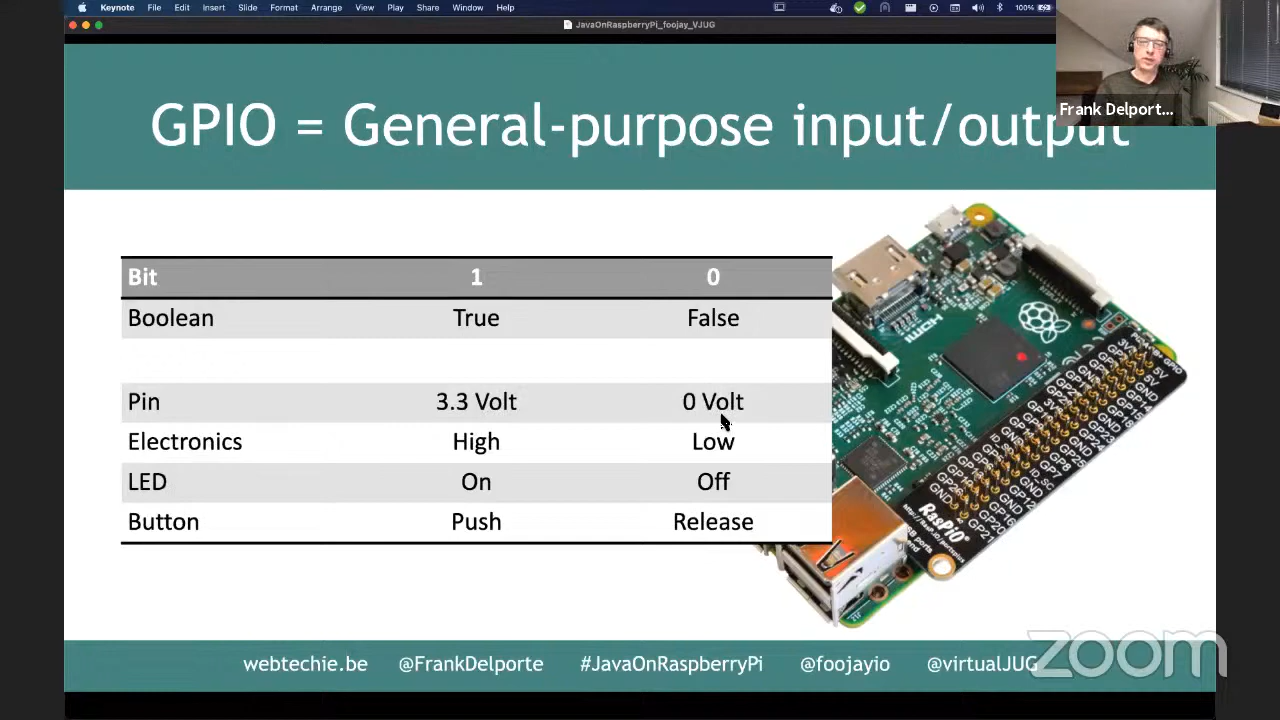 Keynote File Edit Insert Slide Format Arrange View Play Share Window Help 100%
JavaOnRaspberryPi_foojay_VJUG
Frank Delport...
GPIO = General-purpose input/output
Bit 1 0
Boolean True False
Pin 3.3 Volt 0 Volt
Electronics High Low
LED On Off
Button Push Release
HDMI
RasPiO®
webtechie.be @FrankDelporte #JavaOnRaspberryPi @foojayio @virtualJUG
zoom